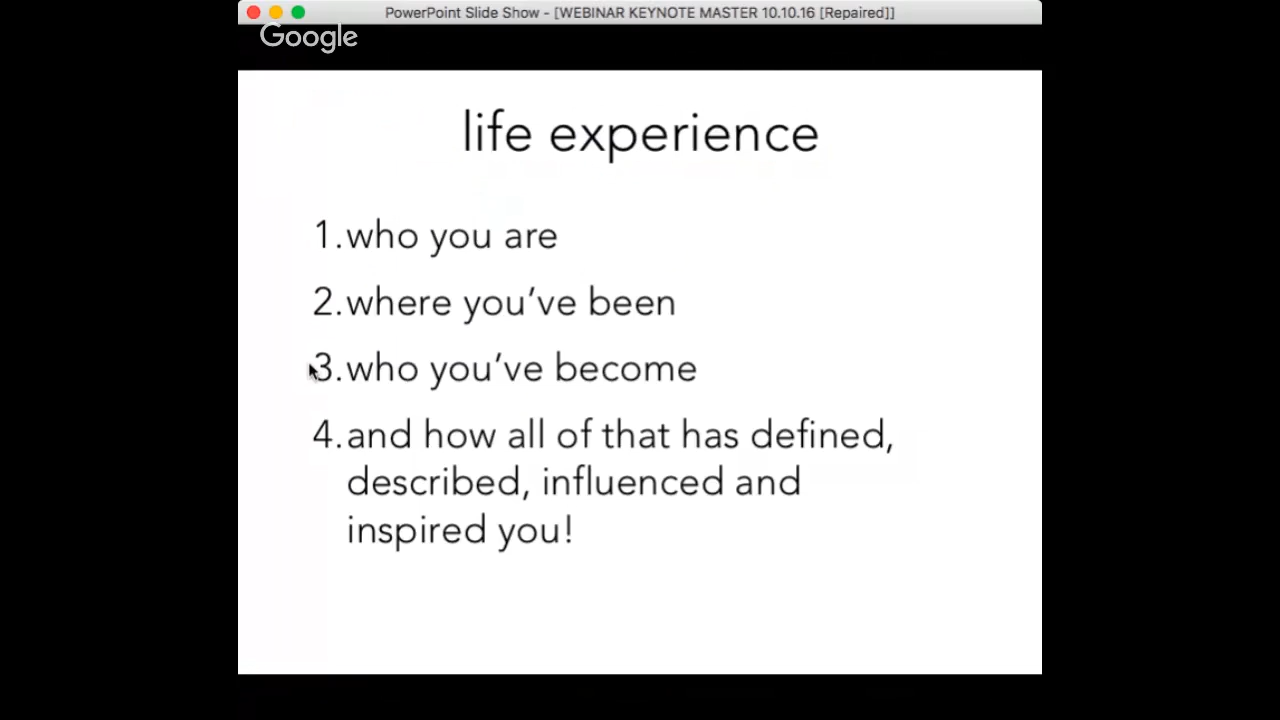 PowerPoint Slide Show - [WEBINAR KEYNOTE MASTER 10.10.16 [Repaired]]
Google
life experience
1.who you are
2.where you've been
3.who you've become
4.and how all of that has defined,
described, influenced and
inspired you!